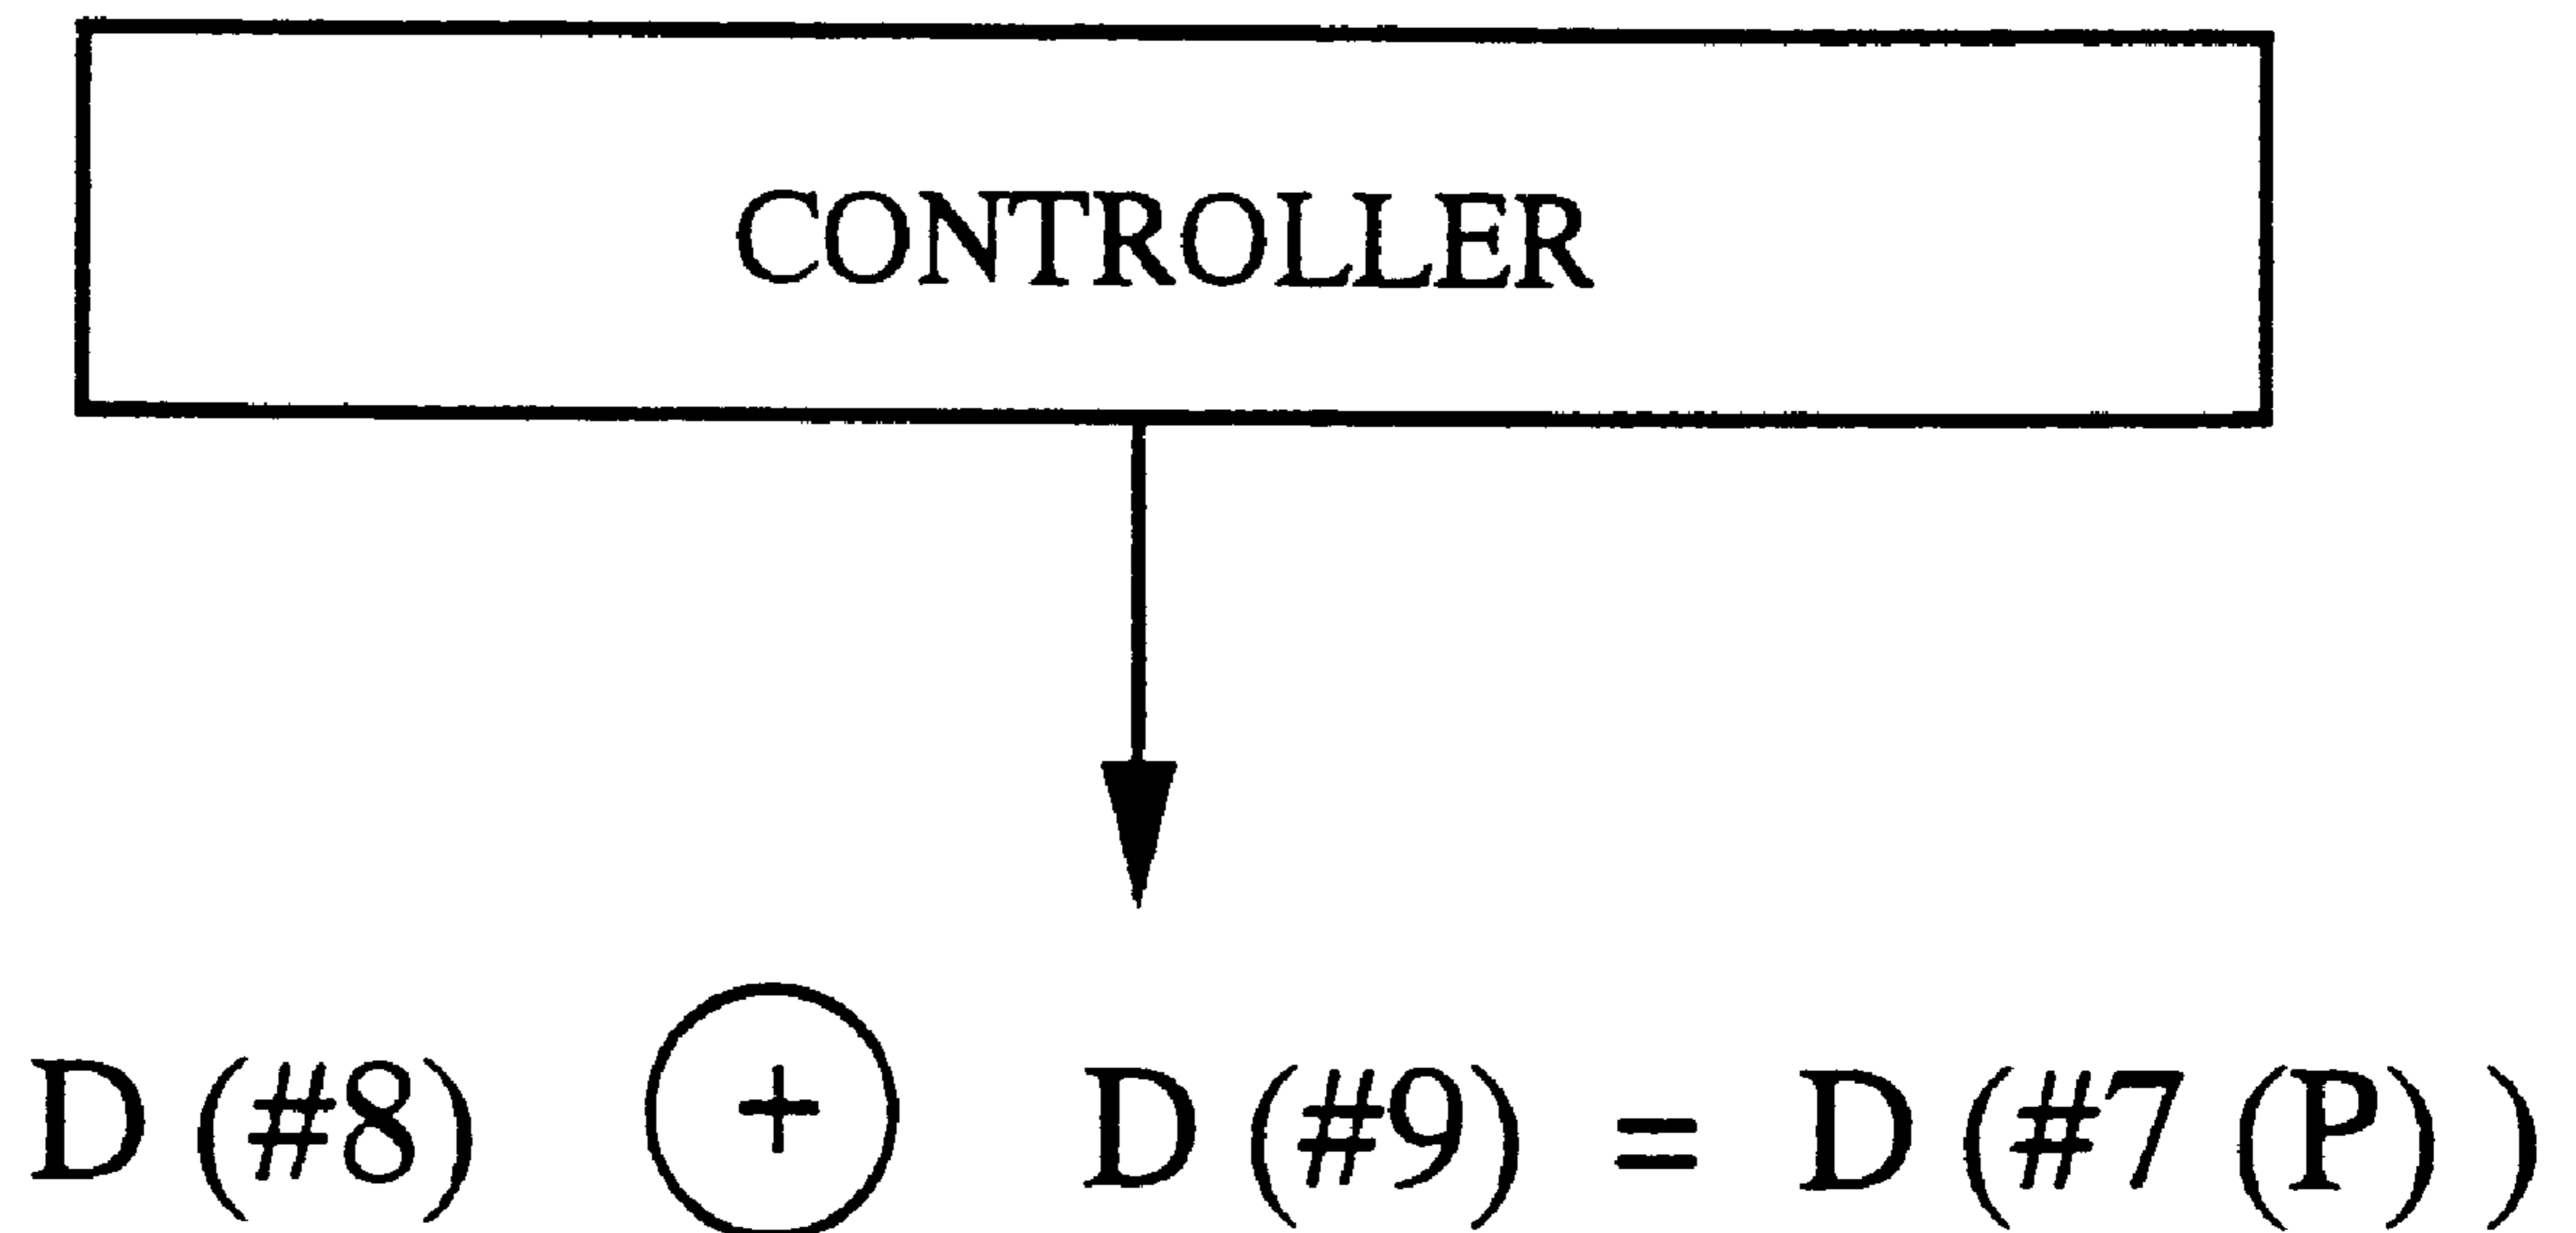 CONTROLLER
D (#8) ⊕ D (#9) = D (#7 (P) )